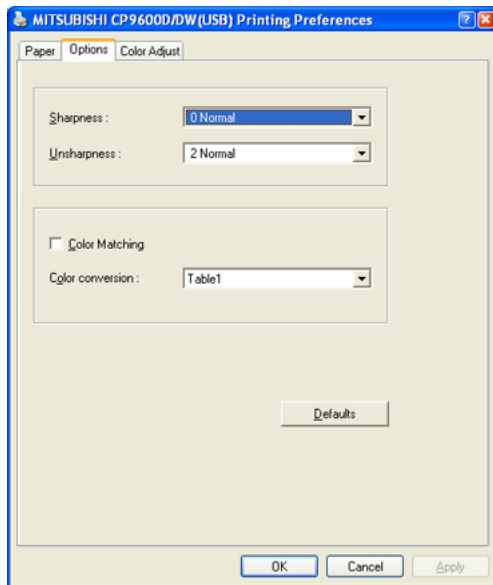 MITSUBISHI CP9600D/DW(USB) Printing Preferences
Paper Options Color Adjust
Sharpness : 0 Normal
Unsharpness : 2 Normal
Color Matching
Color conversion : Table1
Defaults
OK Cancel Apply